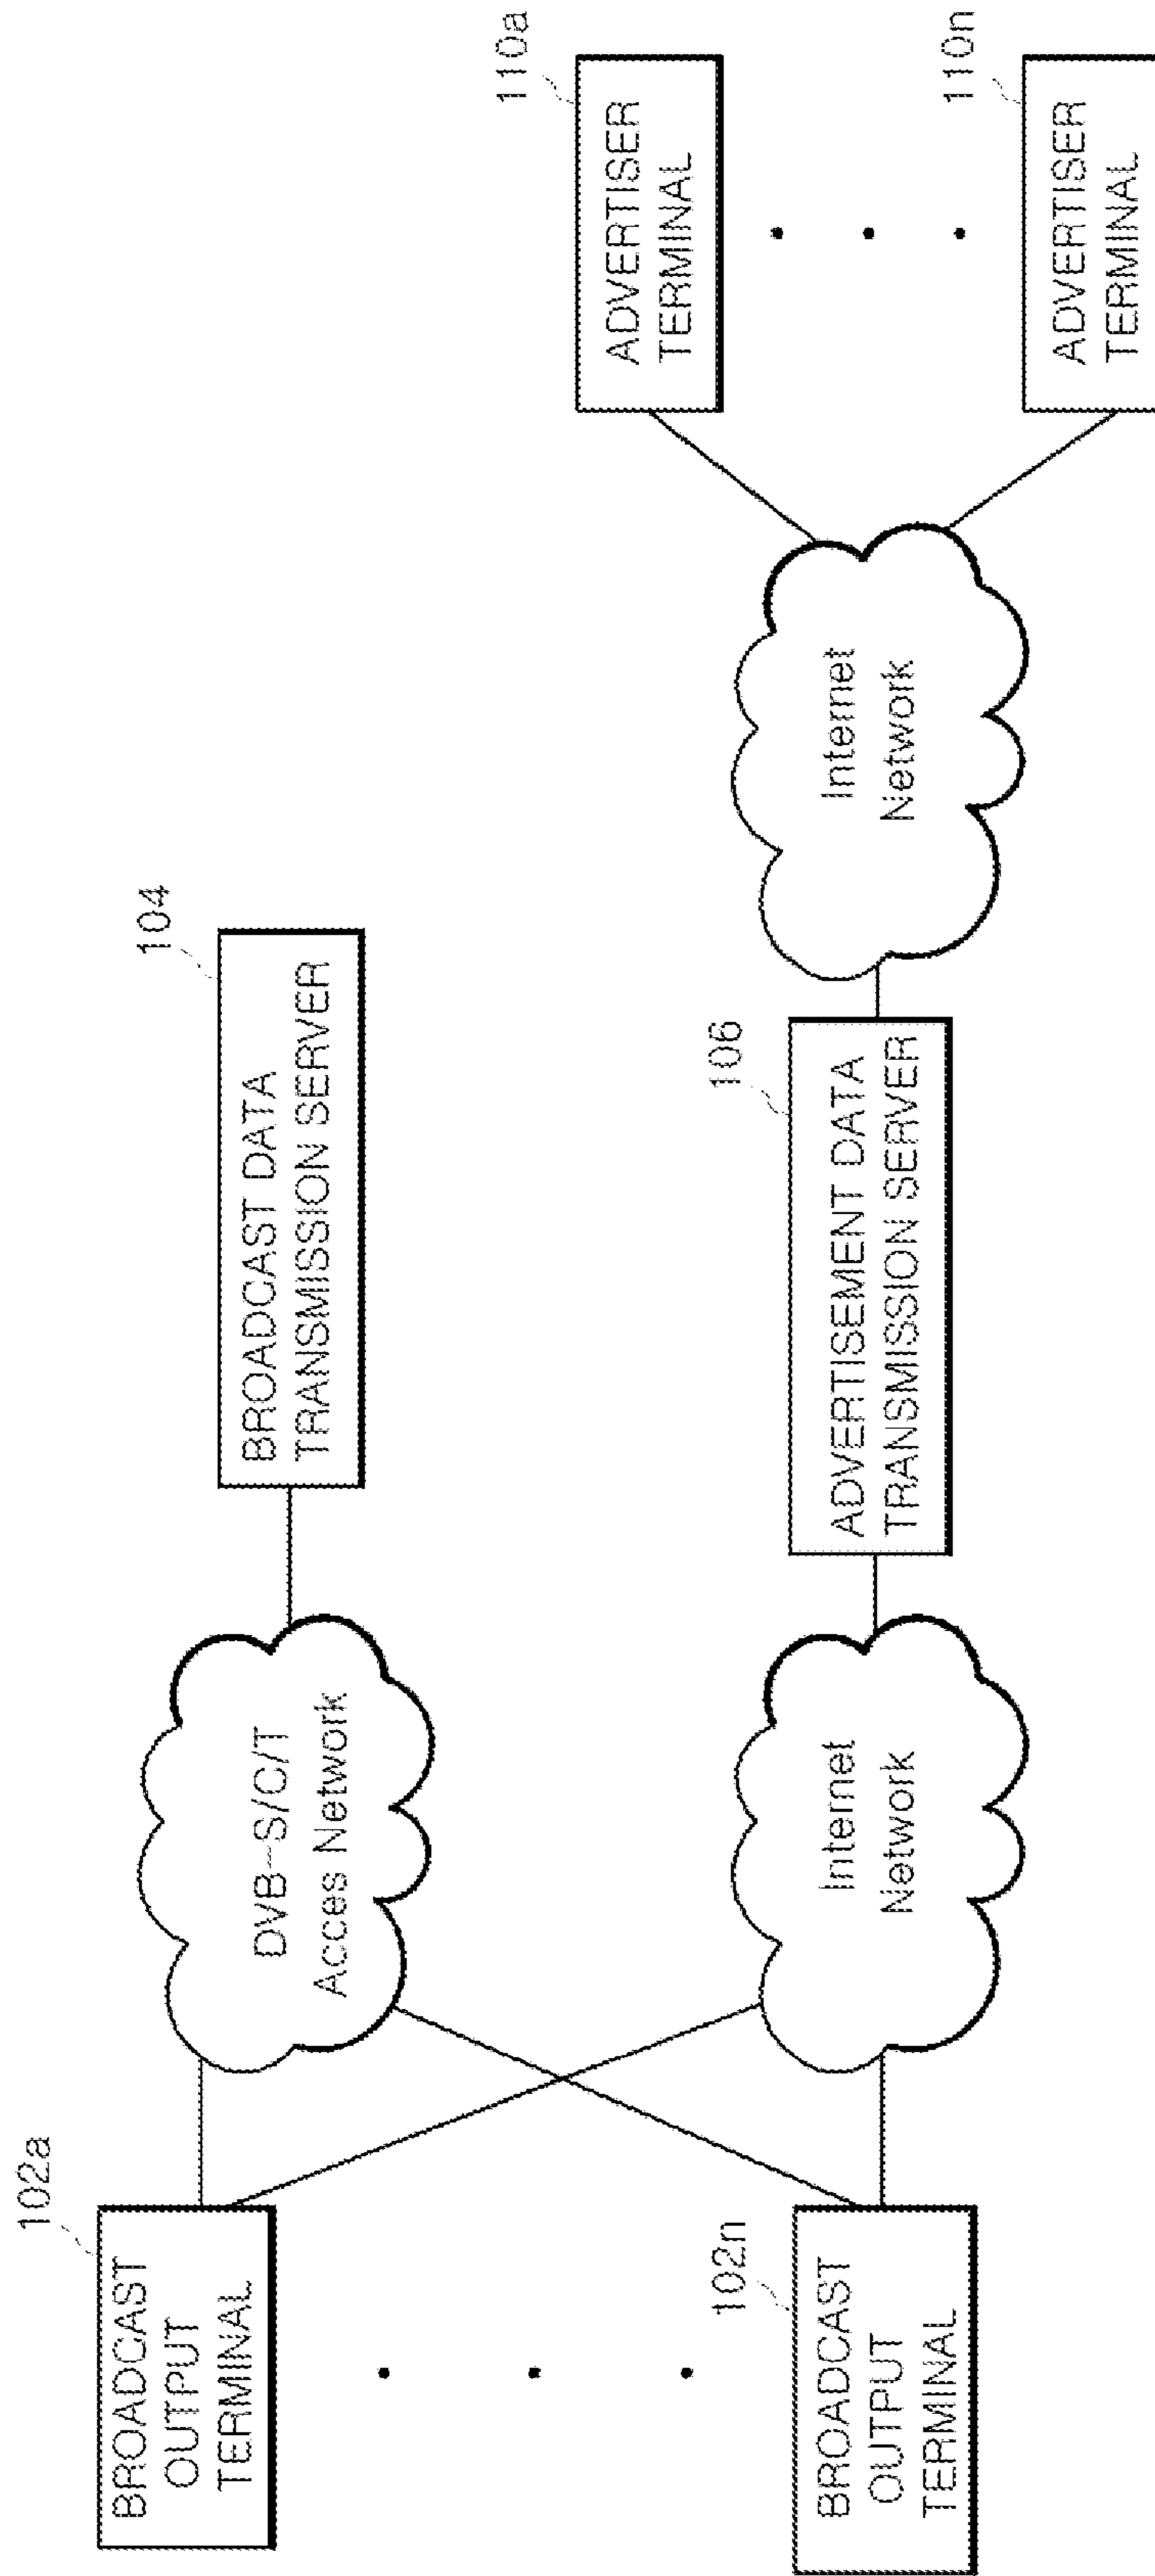 102a
BROADCAST
OUTPUT
TERMINAL
102n
BROADCAST
OUTPUT
TERMINAL
DVB-S/C/T
Acces Network
Internet
Network
104
BROADCAST DATA
TRANSMISSION SERVER
106
ADVERTISEMENT DATA
TRANSMISSION SERVER
Internet
Network
110a
ADVERTISER
TERMINAL
110n
ADVERTISER
TERMINAL